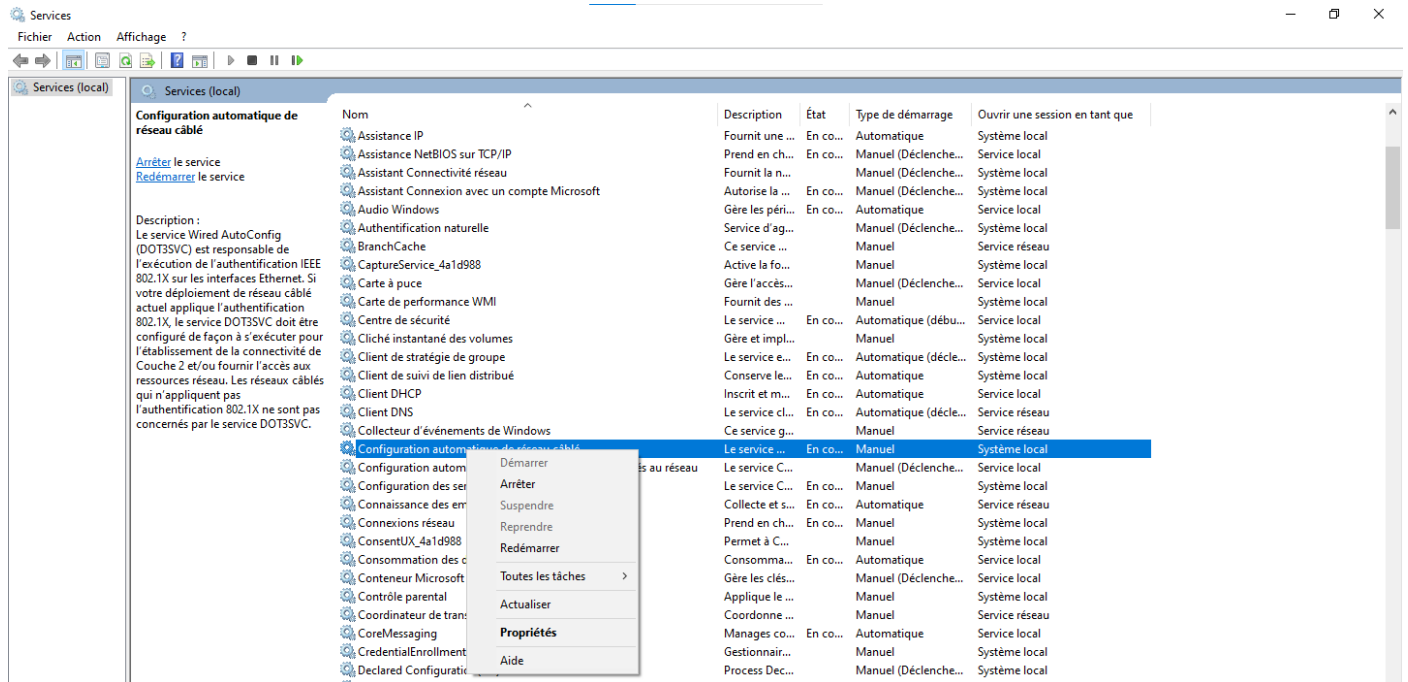 Services
Fichier Action Affichage ?
Services (local)
Services (local)
Configuration automatique de
réseau câblé
Arrêter le service
Redémarrer le service
Description :
Le service Wired AutoConfig
(DOT3SVC) est responsable de
l'exécution de l'authentification IEEE
802.1X sur les interfaces Ethernet. Si
votre déploiement de réseau câblé
actuel applique l'authentification
802.1X, le service DOT3SVC doit être
configuré de façon à s'exécuter pour
l'établissement de la connectivité de
Couche 2 et/ou fournir l'accès aux
ressources réseau. Les réseaux câblés
qui n'appliquent pas
l'authentification 802.1X ne sont pas
concernés par le service DOT3SVC.
Nom Description État Type de démarrage Ouvrir une session en tant que
Assistance IP Fournit une ... En co... Automatique Système local
Assistance NetBIOS sur TCP/IP Prend en ch... En co... Manuel (Déclenche... Service local
Assistant Connectivité réseau Fournit la n... Manuel (Déclenche... Système local
Assistant Connexion avec un compte Microsoft Autorise la ... En co... Manuel (Déclenche... Système local
Audio Windows Gère les péri... En co... Automatique Service local
Authentification naturelle Service d'ag... Manuel (Déclenche... Système local
BranchCache Ce service ... Manuel Service réseau
CaptureService_4a1d988 Active la fo... Manuel Système local
Carte à puce Gère l'accès... Manuel (Déclenche... Service local
Carte de performance WMI Fournit des ... Manuel Système local
Centre de sécurité Le service ... En co... Automatique (débu... Service local
Cliché instantané des volumes Gère et impl... Manuel Système local
Client de stratégie de groupe Le service e... En co... Automatique (décle... Système local
Client de suivi de lien distribué Conserve le... En co... Automatique Système local
Client DHCP Inscrit et m... En co... Automatique Service local
Client DNS Le service cl... En co... Automatique (décle... Service réseau
Collecteur d'événements de Windows Ce service g... Manuel Service réseau
Configuration automatique de réseau câblé Le service ... En co... Manuel Système local
Configuration autom és au réseau Le service C... Manuel (Déclenche... Service local
Configuration des ser Le service C... En co... Manuel Système local
Connaissance des em Collecte et s... En co... Automatique Service réseau
Connexions réseau Prend en ch... En co... Manuel Système local
ConsentUX_4a1d988 Permet à C... Manuel Système local
Consommation des d Consomma... En co... Automatique Service local
Conteneur Microsoft Gère les clés... Manuel (Déclenche... Service local
Contrôle parental Applique le ... Manuel Système local
Coordinateur de trans Coordonne ... Manuel Service réseau
CoreMessaging Manages co... En co... Automatique Service local
CredentialEnrollment Gestionnair... Manuel Système local
Declared Configuratio Process Dec... Manuel (Déclenche... Système local
Démarrer
Arrêter
Suspendre
Reprendre
Redémarrer
Toutes les tâches
Actualiser
Propriétés
Aide